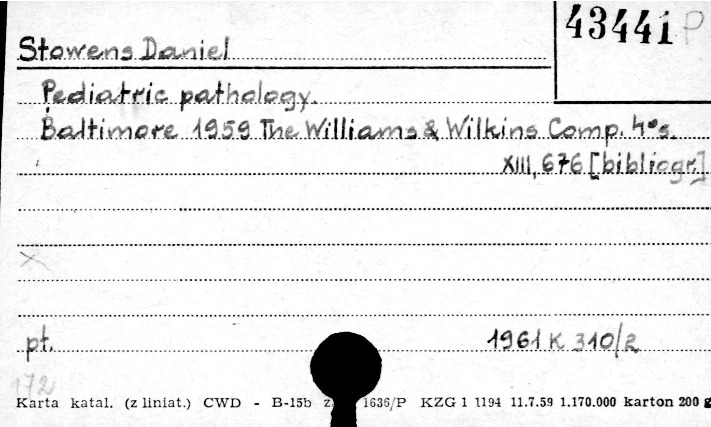 43441 P
Stowens Daniel
Pediatric pathology.
Baltimore 1959 The Williams & Wilkins Comp. 4°s.
XIII, 676 [bibliogr.]
pt. 1961 K 310/2
172
Karta katal. (z liniat.) CWD - B-15b z 1636/P KZG 1 1194 11.7.59 1.170.000 karton 200 g